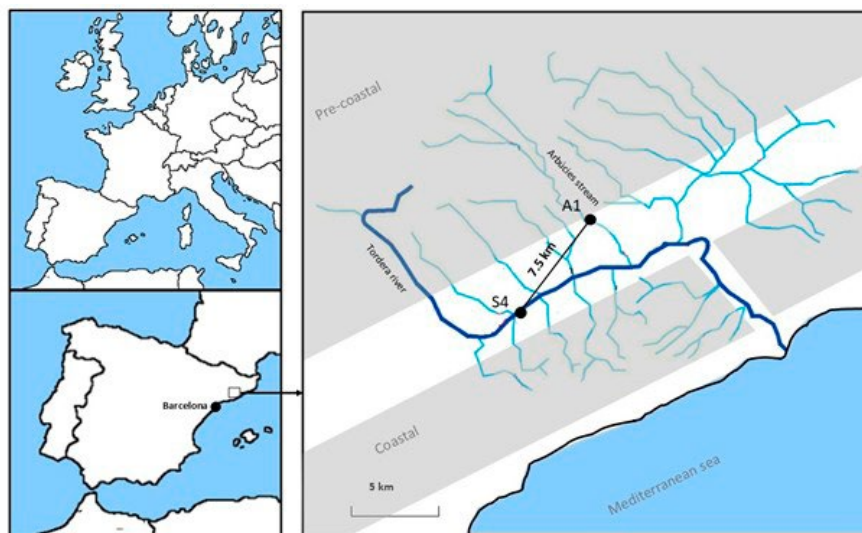 Barcelona
Pre-coastal
Arbúcies stream
A1
7.5 km
Tordera river
S4
Coastal
5 km
Mediterranean sea